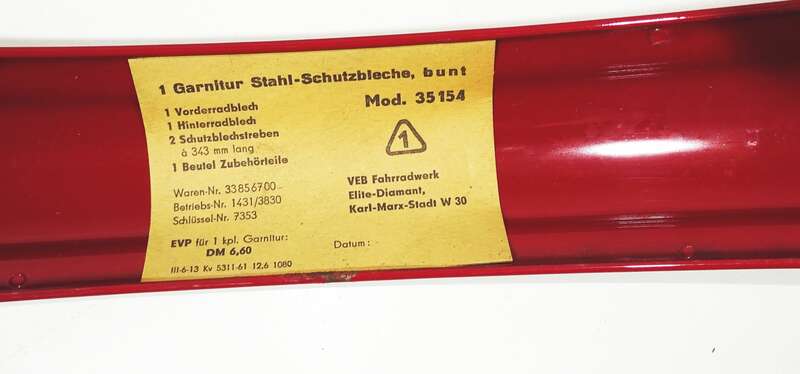 1 Garnitur Stahl-Schutzbleche, bunt
Mod. 35154
1 Vorderradblech
1 Hinterradblech
2 Schutzblechstreben
à 343 mm lang
1 Beutel Zubehörteile
1
Waren-Nr. 33856700
Betriebs-Nr. 1431/3830
Schlüssel-Nr. 7353
VEB Fahrradwerk
Elite-Diamant,
Karl-Marx-Stadt W 30
EVP für 1 kpl. Garnitur:
DM 6,60
Datum:
III-6-13 Kv 5311-61 12.6 1080